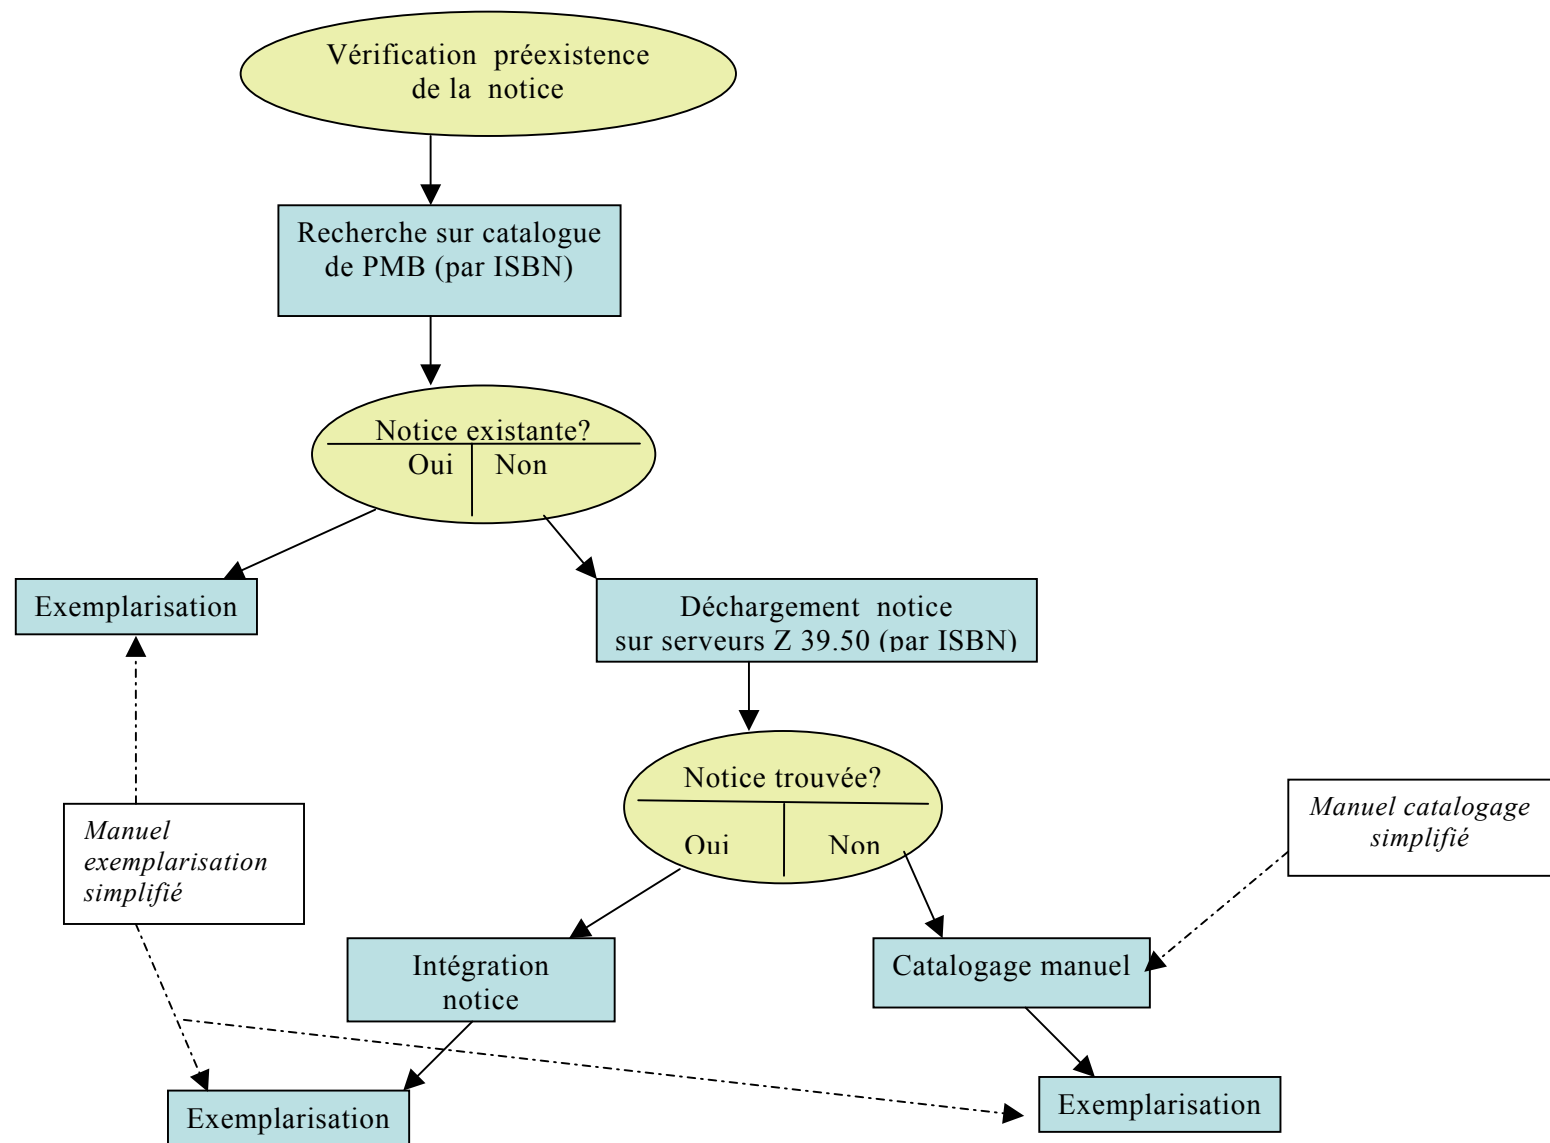 Vérification préexistence
de la notice
Recherche sur catalogue
de PMB (par ISBN)
Notice existante?
Oui Non
Exemplarisation
Déchargement notice
sur serveurs Z 39.50 (par ISBN)
Notice trouvée?
Oui Non
Manuel
exemplarisation
simplifié
Manuel catalogage
simplifié
Intégration
notice
Catalogage manuel
Exemplarisation
Exemplarisation